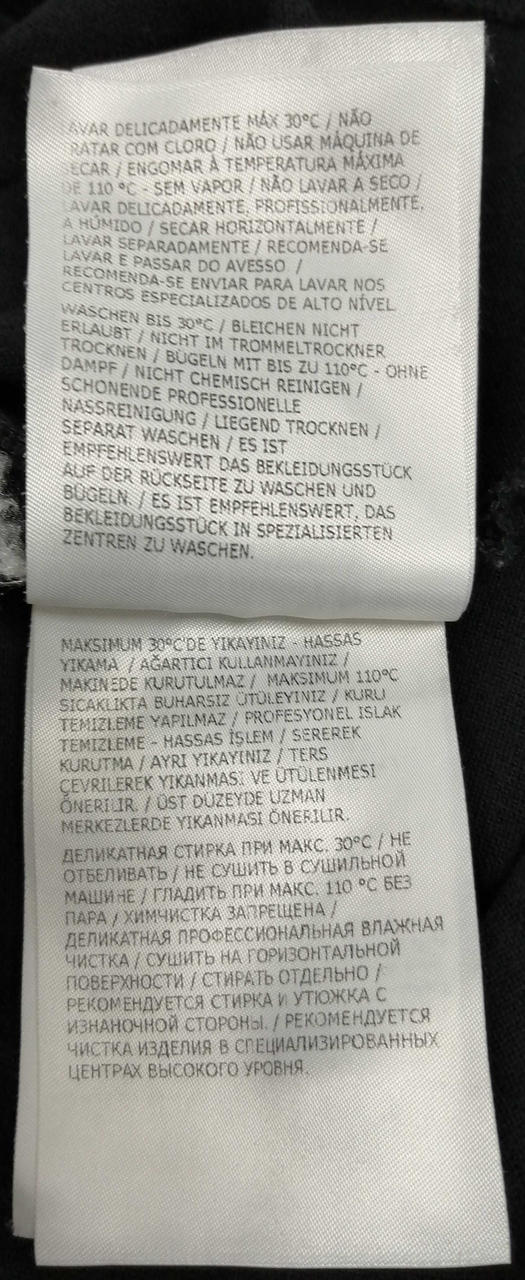 AVAR DELICADAMENTE MÁX 30°C / NÃO
RATAR COM CLORO / NÃO USAR MÁQUINA DE
ECAR / ENGOMAR À TEMPERATURA MÁXIMA
DE 110 °C - SEM VAPOR / NÃO LAVAR A SECO /
LAVAR DELICADAMENTE, PROFISSIONALMENTE,
A HÚMIDO / SECAR HORIZONTALMENTE /
LAVAR SEPARADAMENTE / RECOMENDA-SE
LAVAR E PASSAR DO AVESSO /
RECOMENDA-SE ENVIAR PARA LAVAR NOS
CENTROS ESPECIALIZADOS DE ALTO NÍVEL
WASCHEN BIS 30°C / BLEICHEN NICHT
ERLAUBT / NICHT IM TROMMELTROCKNER
TROCKNEN / BÜGELN MIT BIS ZU 110°C - OHNE
DAMPF / NICHT CHEMISCH REINIGEN /
SCHONENDE PROFESSIONELLE
NASSREINIGUNG / LIEGEND TROCKNEN /
SEPARAT WASCHEN / ES IST
EMPFEHLENSWERT DAS BEKLEIDUNGSSTÜCK
AUF DER RÜCKSEITE ZU WASCHEN UND
BÜGELN. / ES IST EMPFEHLENSWERT, DAS
BEKLEIDUNGSSTÜCK IN SPEZIALISIERTEN
ZENTREN ZU WASCHEN.
MAKSIMUM 30°C'DE YIKAYINIZ - HASSAS
YIKAMA / AĞARTICI KULLANMAYINIZ /
MAKINEDE KURUTULMAZ / MAKSIMUM 110°C
SICAKLIKTA BUHARSIZ ÜTÜLEYINIZ / KURU
TEMIZLEME YAPILMAZ / PROFESYONEL ISLAK
TEMIZLEME - HASSAS İŞLEM / SEREREK
KURUTMA / AYRI YIKAYINIZ / TERS
ÇEVRILEREK YIKANMASI VE ÜTÜLENMESI
ÖNERILIR. / ÜST DÜZEYDE UZMAN
MERKEZLERDE YIKANMASI ÖNERILIR.
ДЕЛИКАТНАЯ СТИРКА ПРИ МАКС. 30°C / НЕ
ОТБЕЛИВАТЬ / НЕ СУШИТЬ В СУШИЛЬНОЙ
МАШИНЕ / ГЛАДИТЬ ПРИ МАКС. 110 °C БЕЗ
ПАРА / ХИМЧИСТКА ЗАПРЕЩЕНА /
ДЕЛИКАТНАЯ ПРОФЕССИОНАЛЬНАЯ ВЛАЖНАЯ
ЧИСТКА / СУШИТЬ НА ГОРИЗОНТАЛЬНОЙ
ПОВЕРХНОСТИ / СТИРАТЬ ОТДЕЛЬНО /
РЕКОМЕНДУЕТСЯ СТИРКА И УТЮЖКА С
ИЗНАНОЧНОЙ СТОРОНЫ. / РЕКОМЕНДУЕТСЯ
ЧИСТКА ИЗДЕЛИЯ В СПЕЦИАЛИЗИРОВАННЫХ
ЦЕНТРАХ ВЫСОКОГО УРОВНЯ.